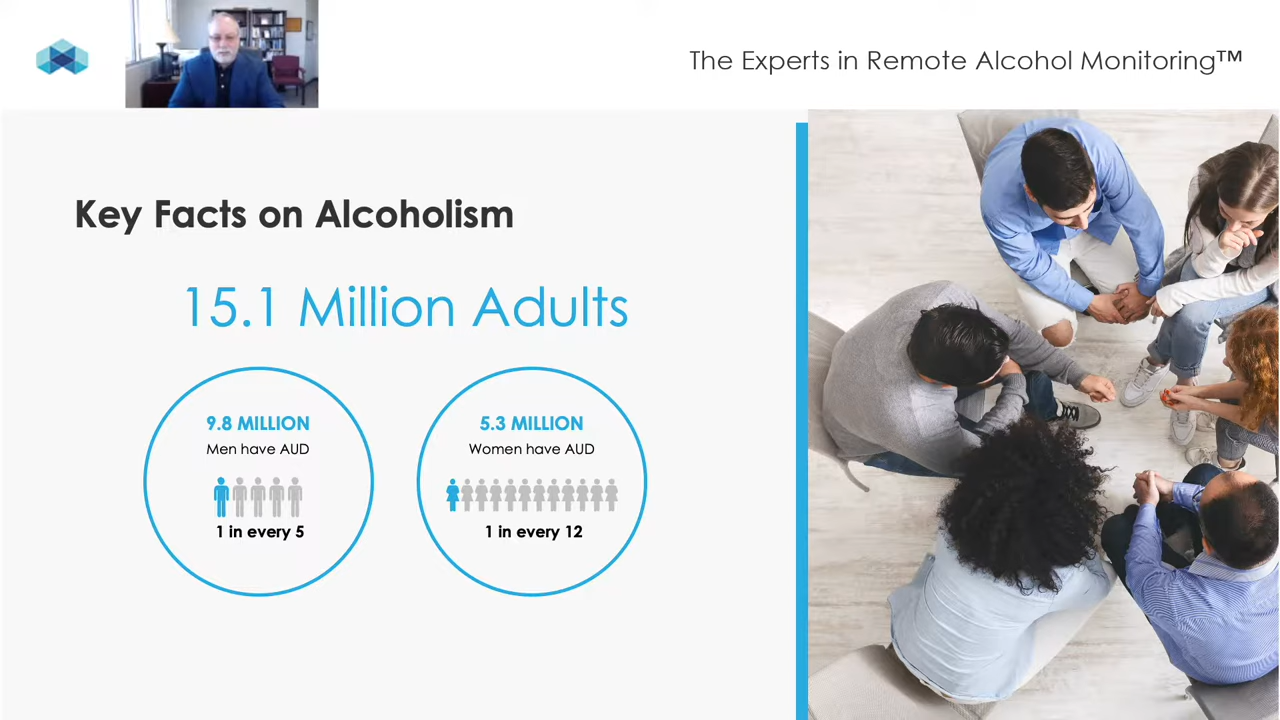 The Experts in Remote Alcohol Monitoring™
Key Facts on Alcoholism
15.1 Million Adults
9.8 MILLION
Men have AUD
1 in every 5
5.3 MILLION
Women have AUD
1 in every 12